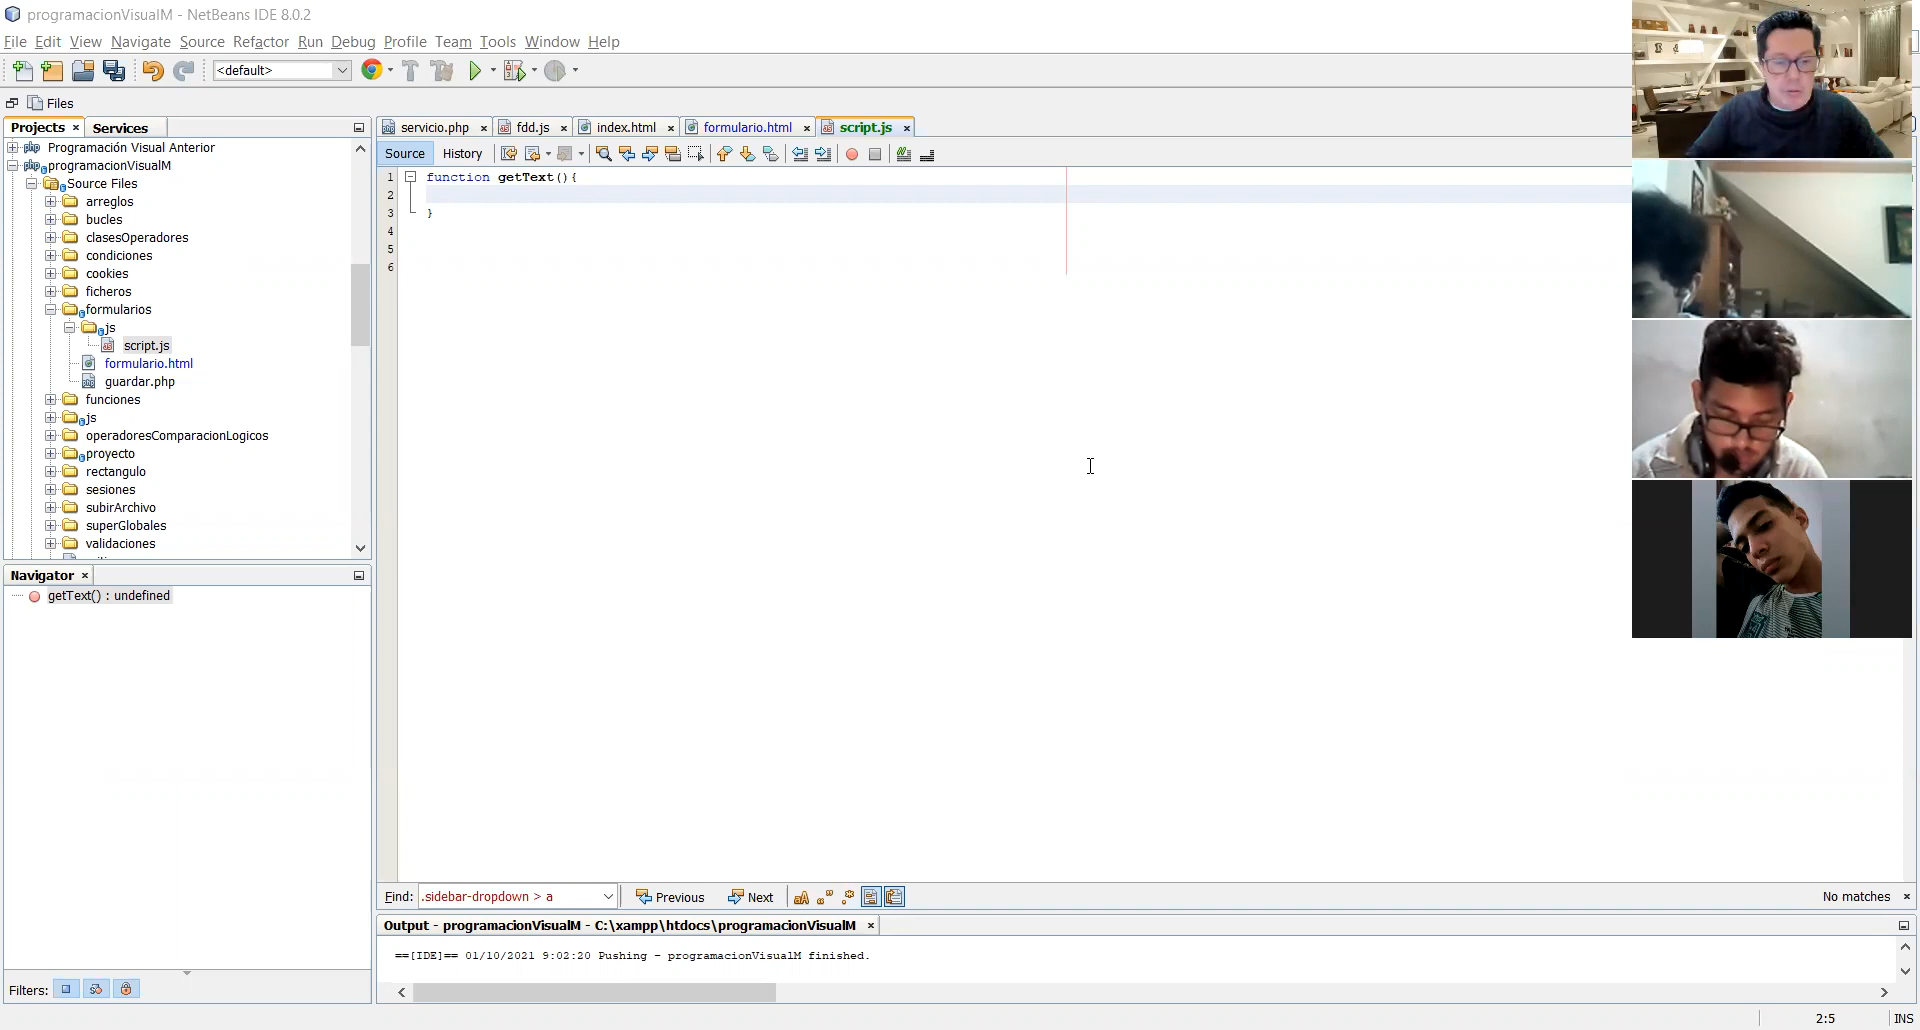 programacionVisualM - NetBeans IDE 8.0.2
File Edit View Navigate Source Refactor Run Debug Profile Team Tools Window Help
<default>
Files
Projects Services
Programación Visual Anterior
programacionVisualM
Source Files
arreglos
bucles
clasesOperadores
condiciones
cookies
ficheros
formularios
js
script.js
formulario.html
guardar.php
funciones
js
operadoresComparacionLogicos
proyecto
rectangulo
sesiones
subirArchivo
superGlobales
validaciones
Navigator
getText() : undefined
Filters:
servicio.php fdd.js index.html formulario.html script.js
Source History
1 function getText(){
2
3 }
4
5
6
Find: .sidebar-dropdown > a Previous Next No matches
Output - programacionVisualM - C:\xampp\htdocs\programacionVisualM
==[IDE]== 01/10/2021 9:02:20 Pushing - programacionVisualM finished.
2:5 INS